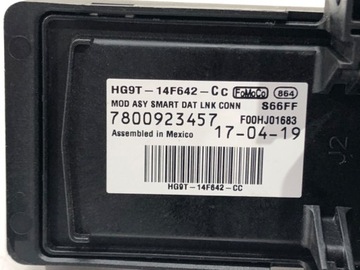 HG9T-14F642-CC FoMoCo 864
MOD ASY SMART DAT LNK CONN S66FF
7800923457 F00HJ01683
Assembled in Mexico 17-04-19
HG9T-14F642-CC
J2